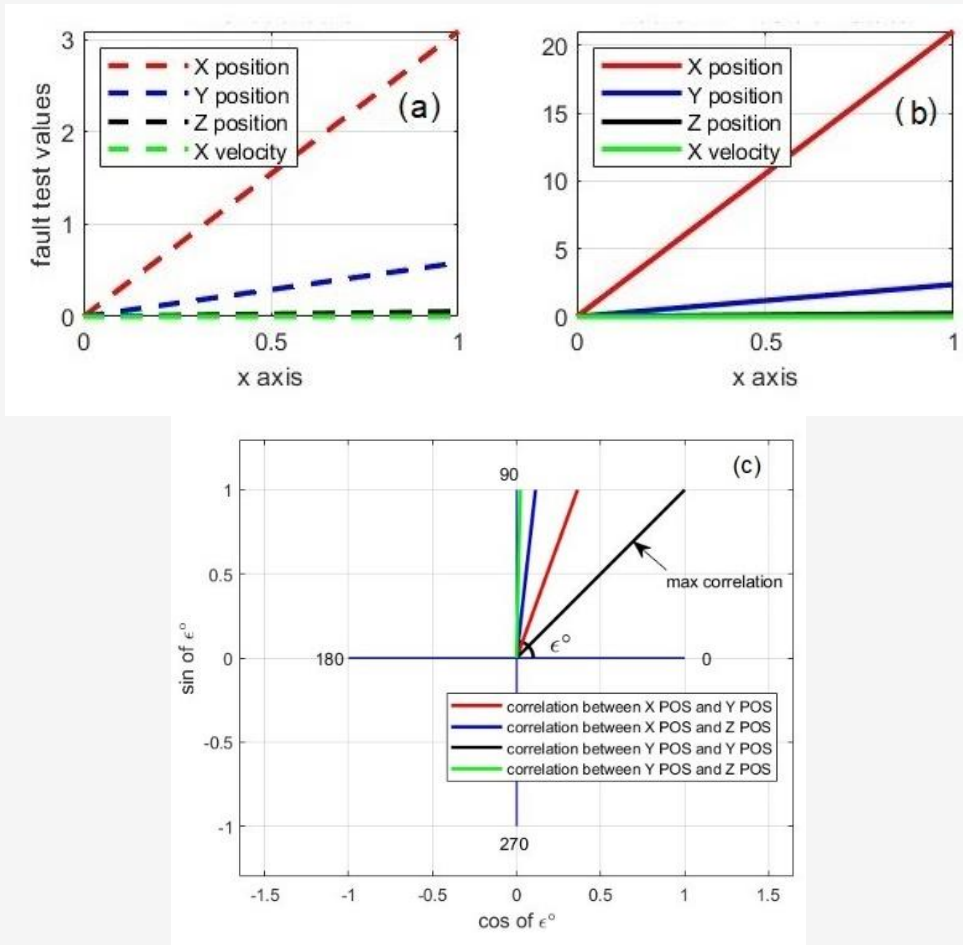 3
2
1
0
fault test values
X position
Y position
Z position
X velocity
(a)
0
0.5
1
x axis
20
15
10
5
0
X position
Y position
Z position
X velocity
(b)
0
0.5
1
x axis
(c)
90
1
0.5
0
-0.5
-1
sin of ϵ°
max correlation
ϵ°
180
0
correlation between X POS and Y POS
correlation between X POS and Z POS
correlation between Y POS and Y POS
correlation between Y POS and Z POS
270
-1.5
-1
-0.5
0
0.5
1
1.5
cos of ϵ°